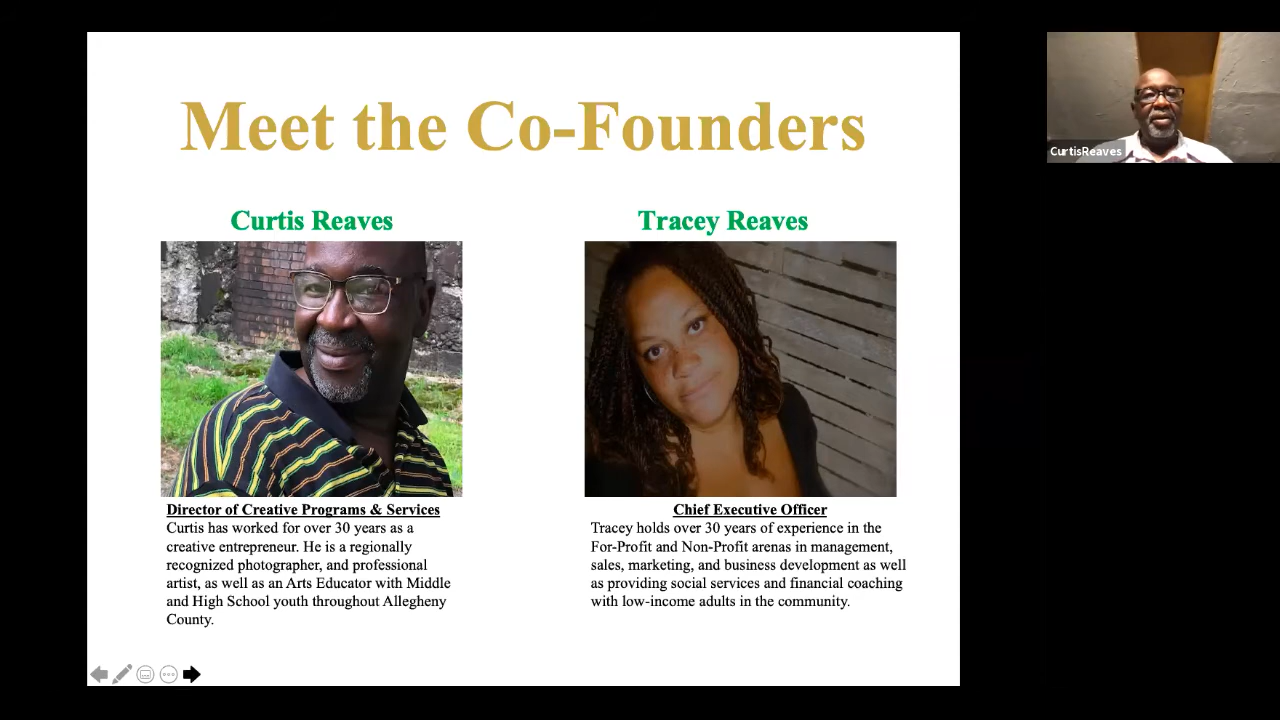 Meet the Co-Founders
Curtis Reaves
Tracey Reaves
Director of Creative Programs & Services
Curtis has worked for over 30 years as a
creative entrepreneur. He is a regionally
recognized photographer, and professional
artist, as well as an Arts Educator with Middle
and High School youth throughout Allegheny
County.
Chief Executive Officer
Tracey holds over 30 years of experience in the
For-Profit and Non-Profit arenas in management,
sales, marketing, and business development as well
as providing social services and financial coaching
with low-income adults in the community.
CurtisReaves